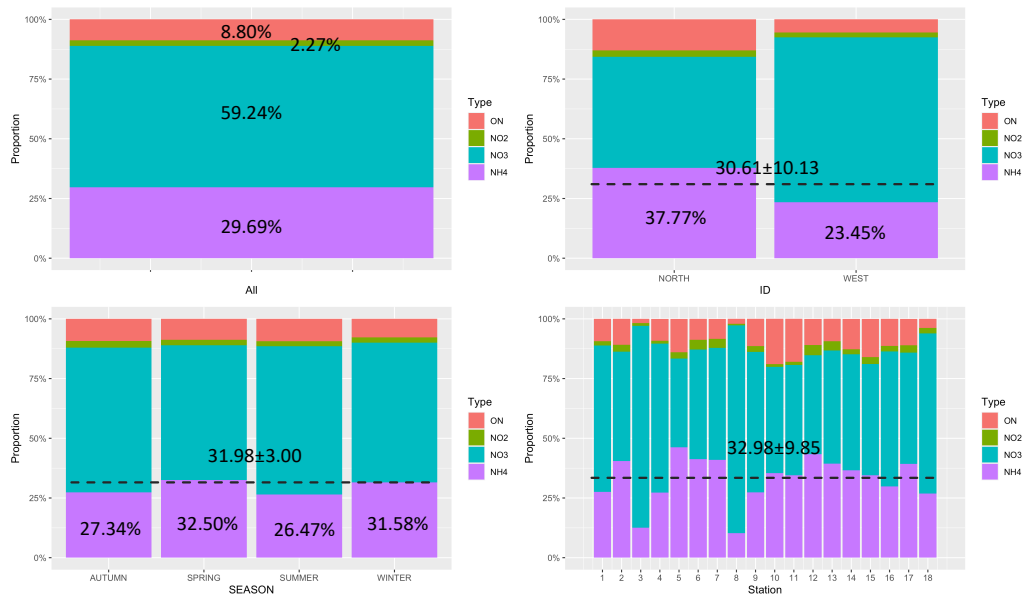 100%
75%
50%
25%
0%
Proportion
8.80%
2.27%
59.24%
29.69%
All
Type
ON
NO2
NO3
NH4
100%
75%
50%
25%
0%
Proportion
30.61±10.13
37.77%
23.45%
NORTH WEST
ID
Type
ON
NO2
NO3
NH4
100%
75%
50%
25%
0%
Proportion
31.98±3.00
27.34% 32.50% 26.47% 31.58%
AUTUMN SPRING SUMMER WINTER
SEASON
Type
ON
NO2
NO3
NH4
100%
75%
50%
25%
0%
Proportion
32.98±9.85
1 2 3 4 5 6 7 8 9 10 11 12 13 14 15 16 17 18
Station
Type
ON
NO2
NO3
NH4